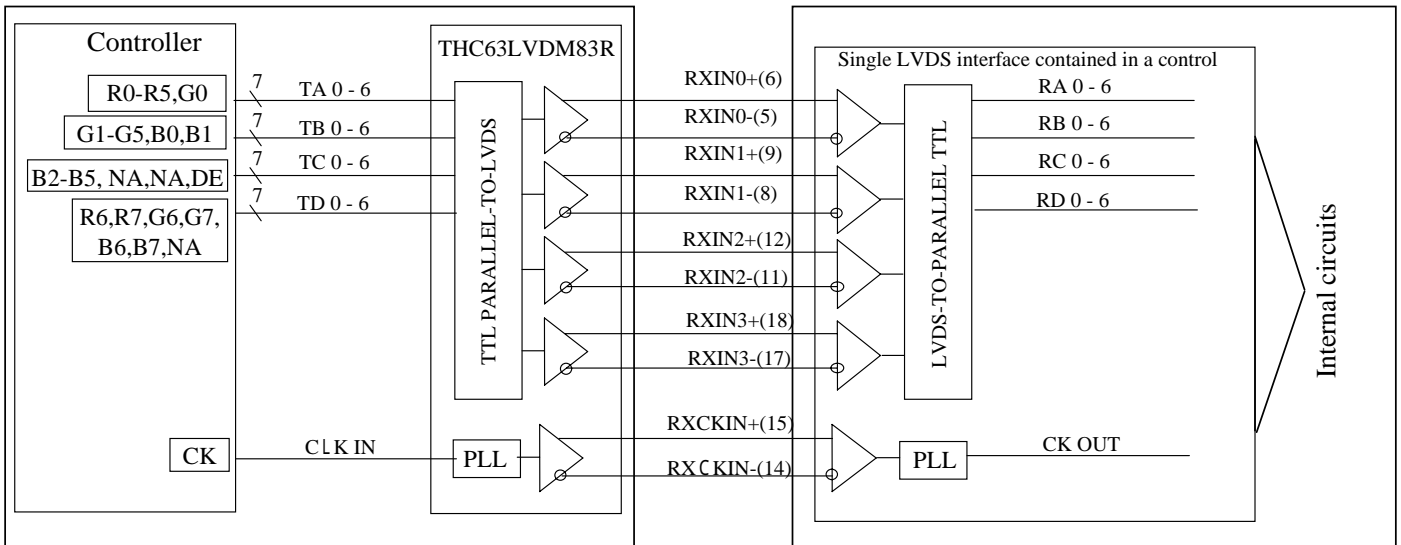 Controller
R0-R5,G0
G1-G5,B0,B1
B2-B5, NA,NA,DE
R6,R7,G6,G7,
B6,B7,NA
CK
7
TA 0 - 6
7
TB 0 - 6
7
TC 0 - 6
7
TD 0 - 6
CLK IN
THC63LVDM83R
TTL PARALLEL-TO-LVDS
PLL
RXIN0+(6)
RXIN0-(5)
RXIN1+(9)
RXIN1-(8)
RXIN2+(12)
RXIN2-(11)
RXIN3+(18)
RXIN3-(17)
RXCKIN+(15)
RXCKIN-(14)
Single LVDS interface contained in a control
LVDS-TO-PARALLEL TTL
PLL
RA 0 - 6
RB 0 - 6
RC 0 - 6
RD 0 - 6
CK OUT
Internal circuits